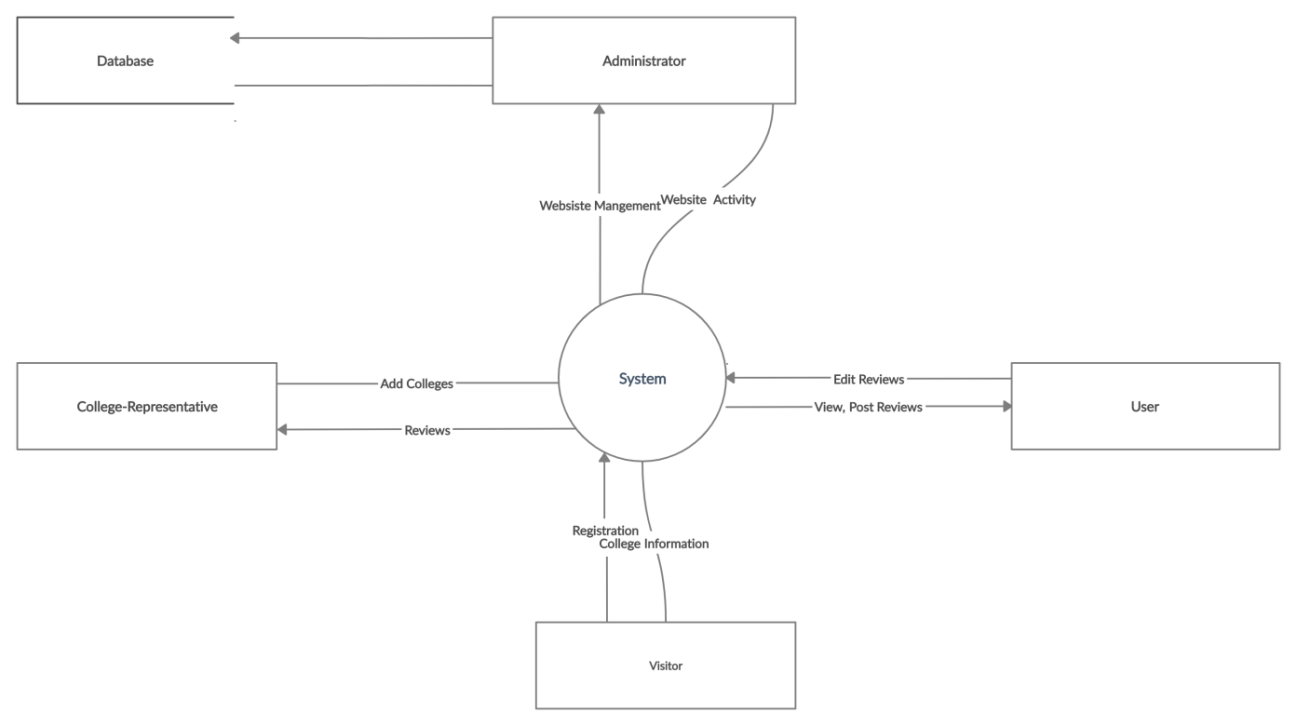 Database
Administrator
Websiste Mangement
Website Activity
System
Add Colleges
College-Representative
Reviews
Edit Reviews
View, Post Reviews
User
Registration
College Information
Visitor